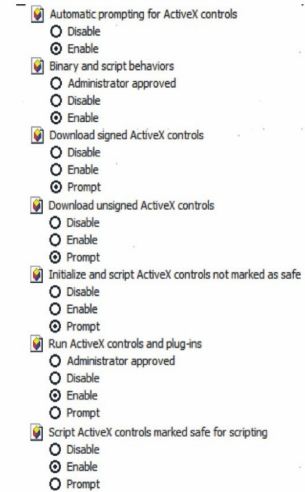 Automatic prompting for ActiveX controls
Disable
Enable
Binary and script behaviors
Administrator approved
Disable
Enable
Download signed ActiveX controls
Disable
Enable
Prompt
Download unsigned ActiveX controls
Disable
Enable
Prompt
Initialize and script ActiveX controls not marked as safe
Disable
Enable
Prompt
Run ActiveX controls and plug-ins
Administrator approved
Disable
Enable
Prompt
Script ActiveX controls marked safe for scripting
Disable
Enable
Prompt